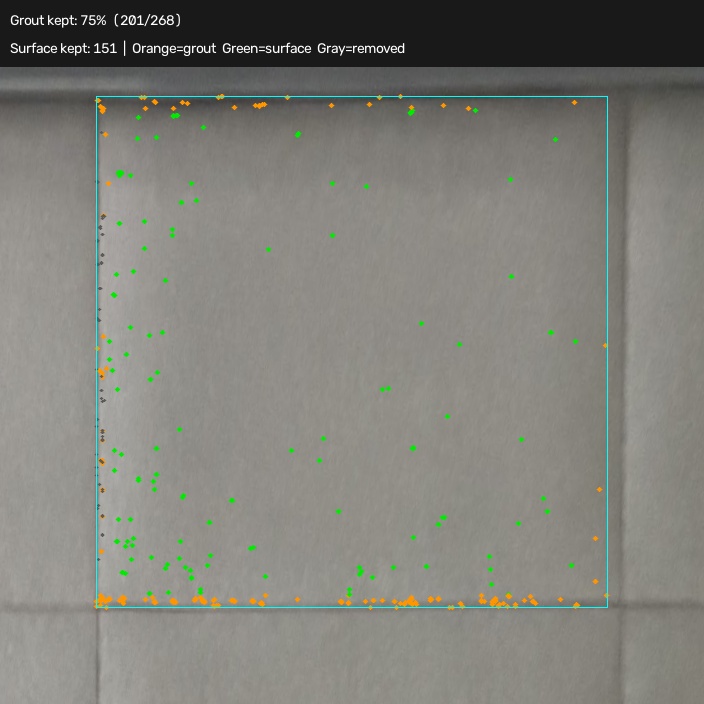 Grout kept: 75%  (201/268)
Surface kept: 151 | Orange=grout  Green=surface  Gray=removed